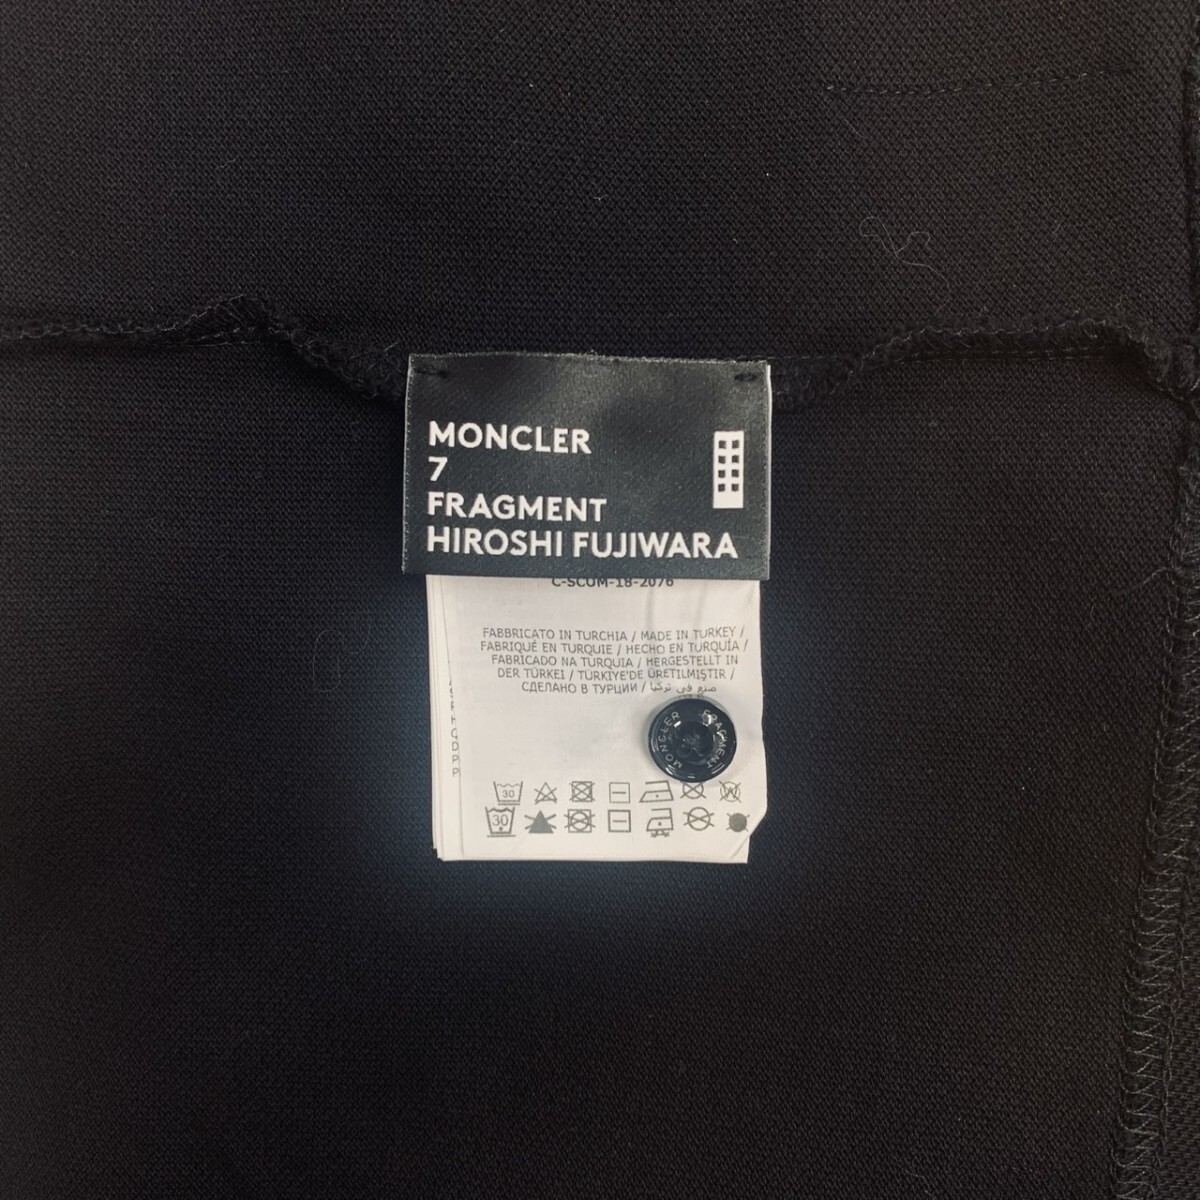 MONCLER
7
FRAGMENT
HIROSHI FUJIWARA
C-SCOM-18-2076
FABBRICATO IN TURCHIA / MADE IN TURKEY /
FABRIQUÉ EN TURQUIE / HECHO EN TURQUÍA /
FABRICADO NA TURQUIA / HERGESTELLT IN
DER TÜRKEI / TÜRKIYE'DE ÜRETILMIŞTIR /
СДЕЛАНО В ТУРЦИИ / صنع في تركيا
MONCLER FRAGMENT
30
W
30